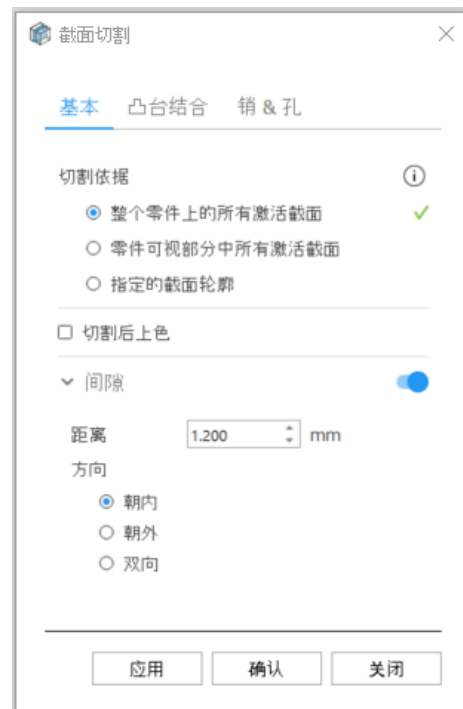 截面切割
基本 凸台结合 销 & 孔
切割依据
整个零件上的所有激活截面
零件可视部分中所有激活截面
指定的截面轮廓
切割后上色
间隙
距离 1.200 mm
方向
朝内
朝外
双向
应用 确认 关闭